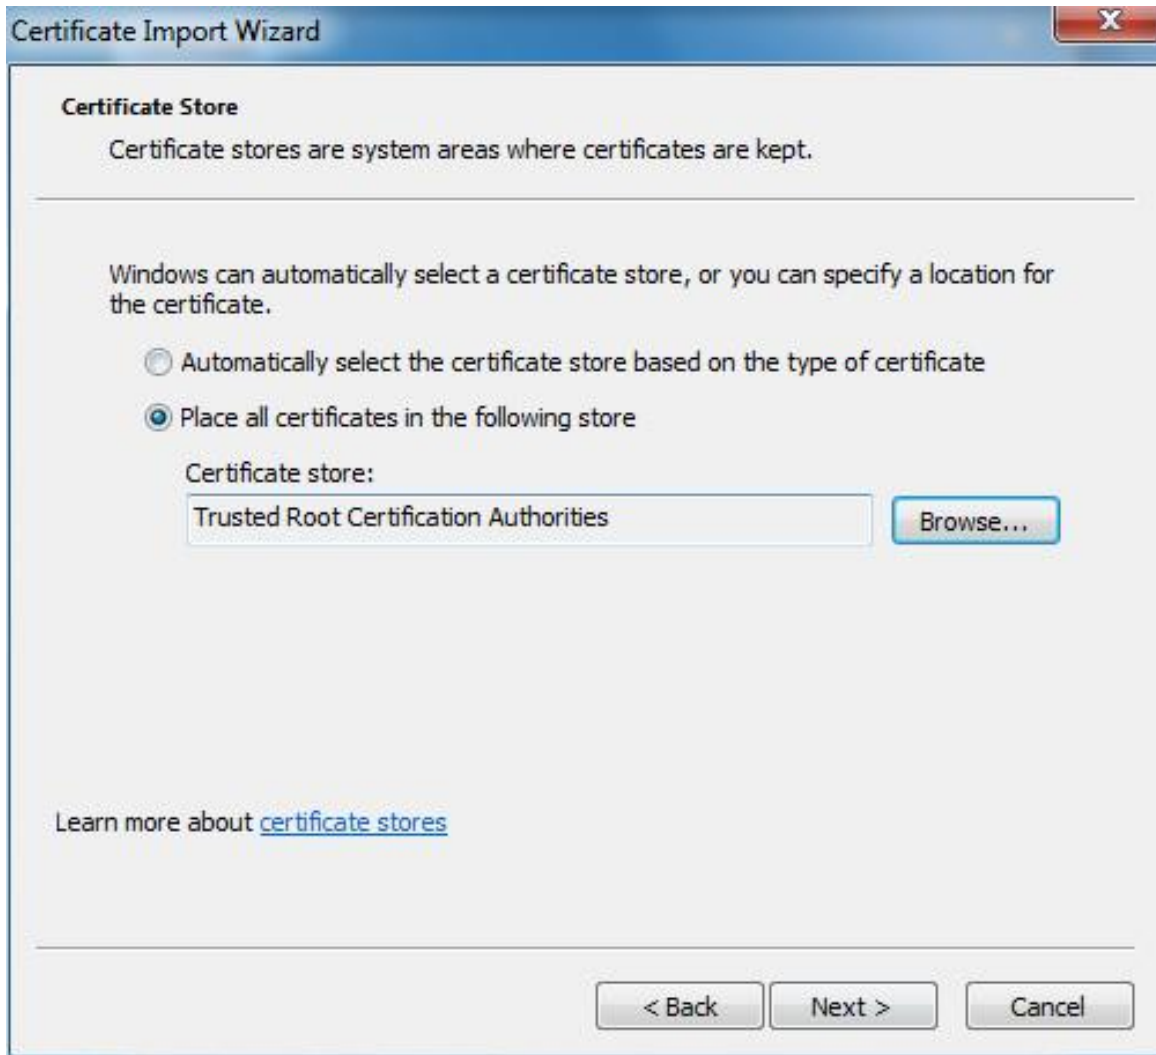 Certificate Import Wizard
Certificate Store
Certificate stores are system areas where certificates are kept.
Windows can automatically select a certificate store, or you can specify a location for
the certificate.
Automatically select the certificate store based on the type of certificate
Place all certificates in the following store
Certificate store:
Trusted Root Certification Authorities
Browse...
Learn more about certificate stores
< Back
Next >
Cancel